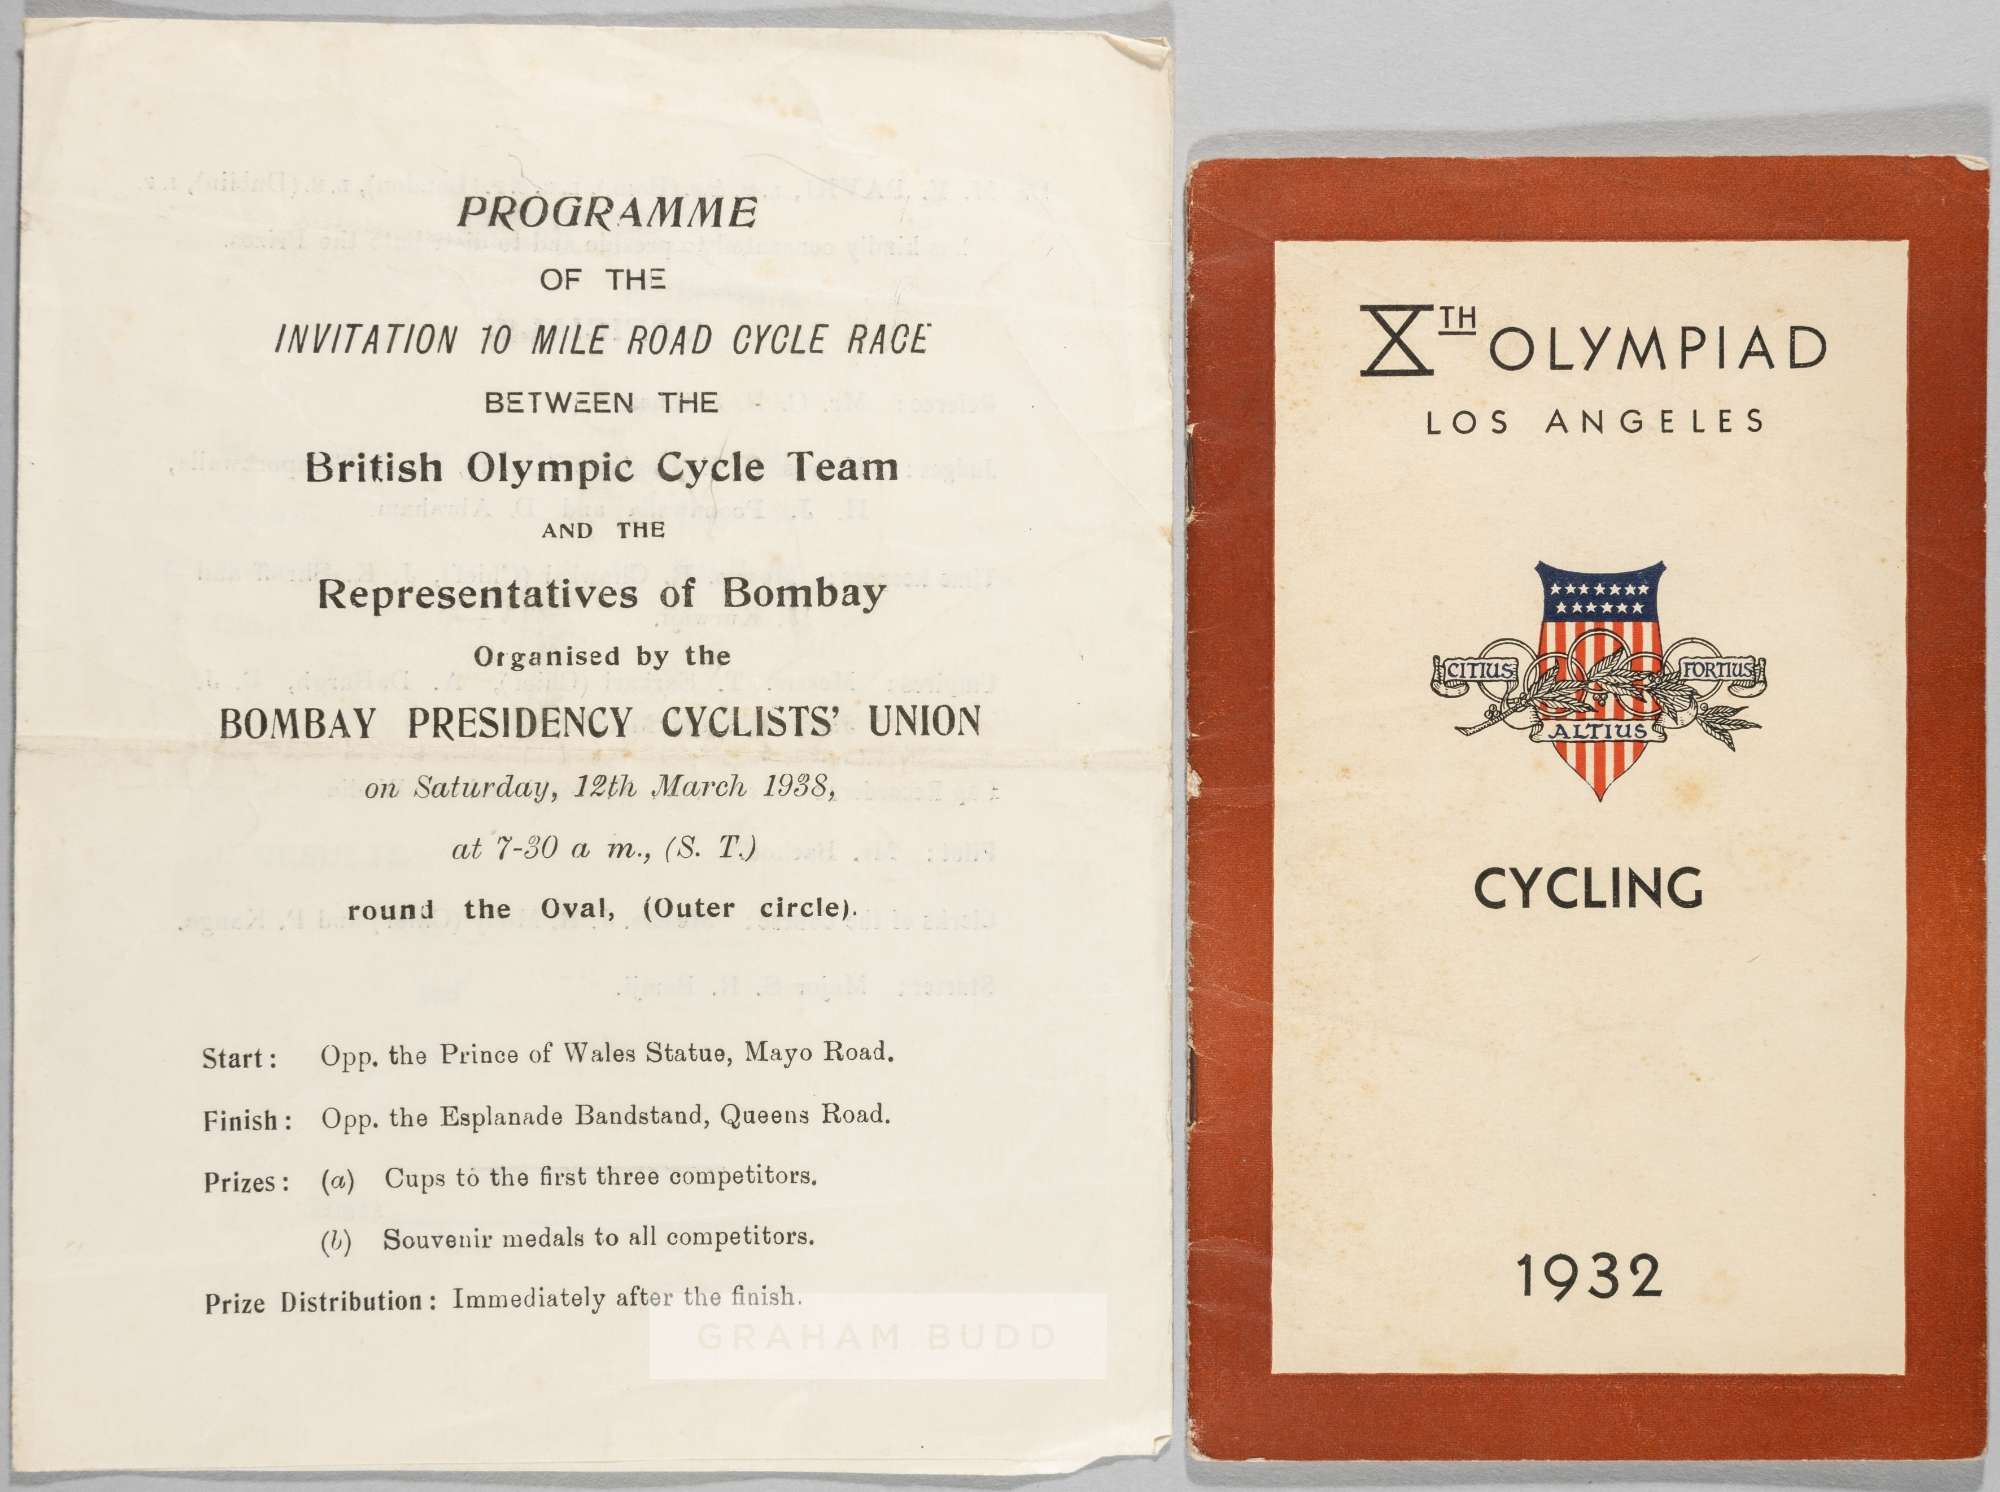 PROGRAMME
OF THE
INVITATION 10 MILE ROAD CYCLE RACE
BETWEEN THE
British Olympic Cycle Team
AND THE
Representatives of Bombay
Organised by the
BOMBAY PRESIDENCY CYCLISTS' UNION
on Saturday, 12th March 1938,
at 7-30 a m., (S. T.)
round the Oval, (Outer circle).
Start: Opp. the Prince of Wales Statue, Mayo Road.
Finish: Opp. the Esplanade Bandstand, Queens Road.
Prizes: (a) Cups to the first three competitors.
(b) Souvenir medals to all competitors.
Prize Distribution: Immediately after the finish.
GRAHAM BUDD
XTH OLYMPIAD
LOS ANGELES
CITIUS FORTIUS
ALTIUS
CYCLING
1932